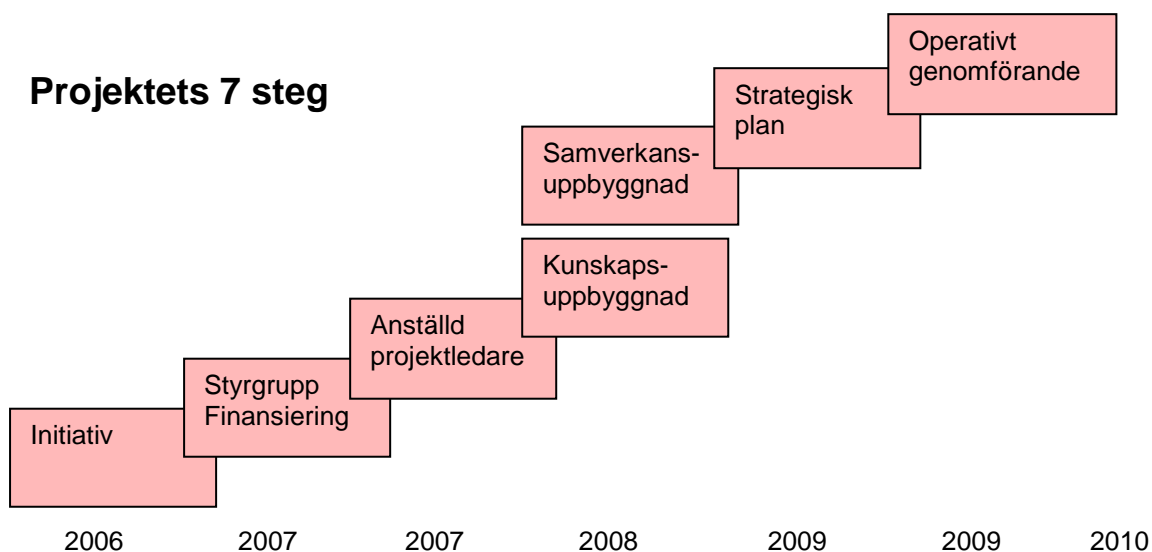 Projektets 7 steg
Operativt
genomförande
Strategisk
plan
Samverkans-
uppbyggnad
Kunskaps-
uppbyggnad
Anställd
projektledare
Styrgrupp
Finansiering
Initiativ
2006 2007 2007 2008 2009 2009 2010